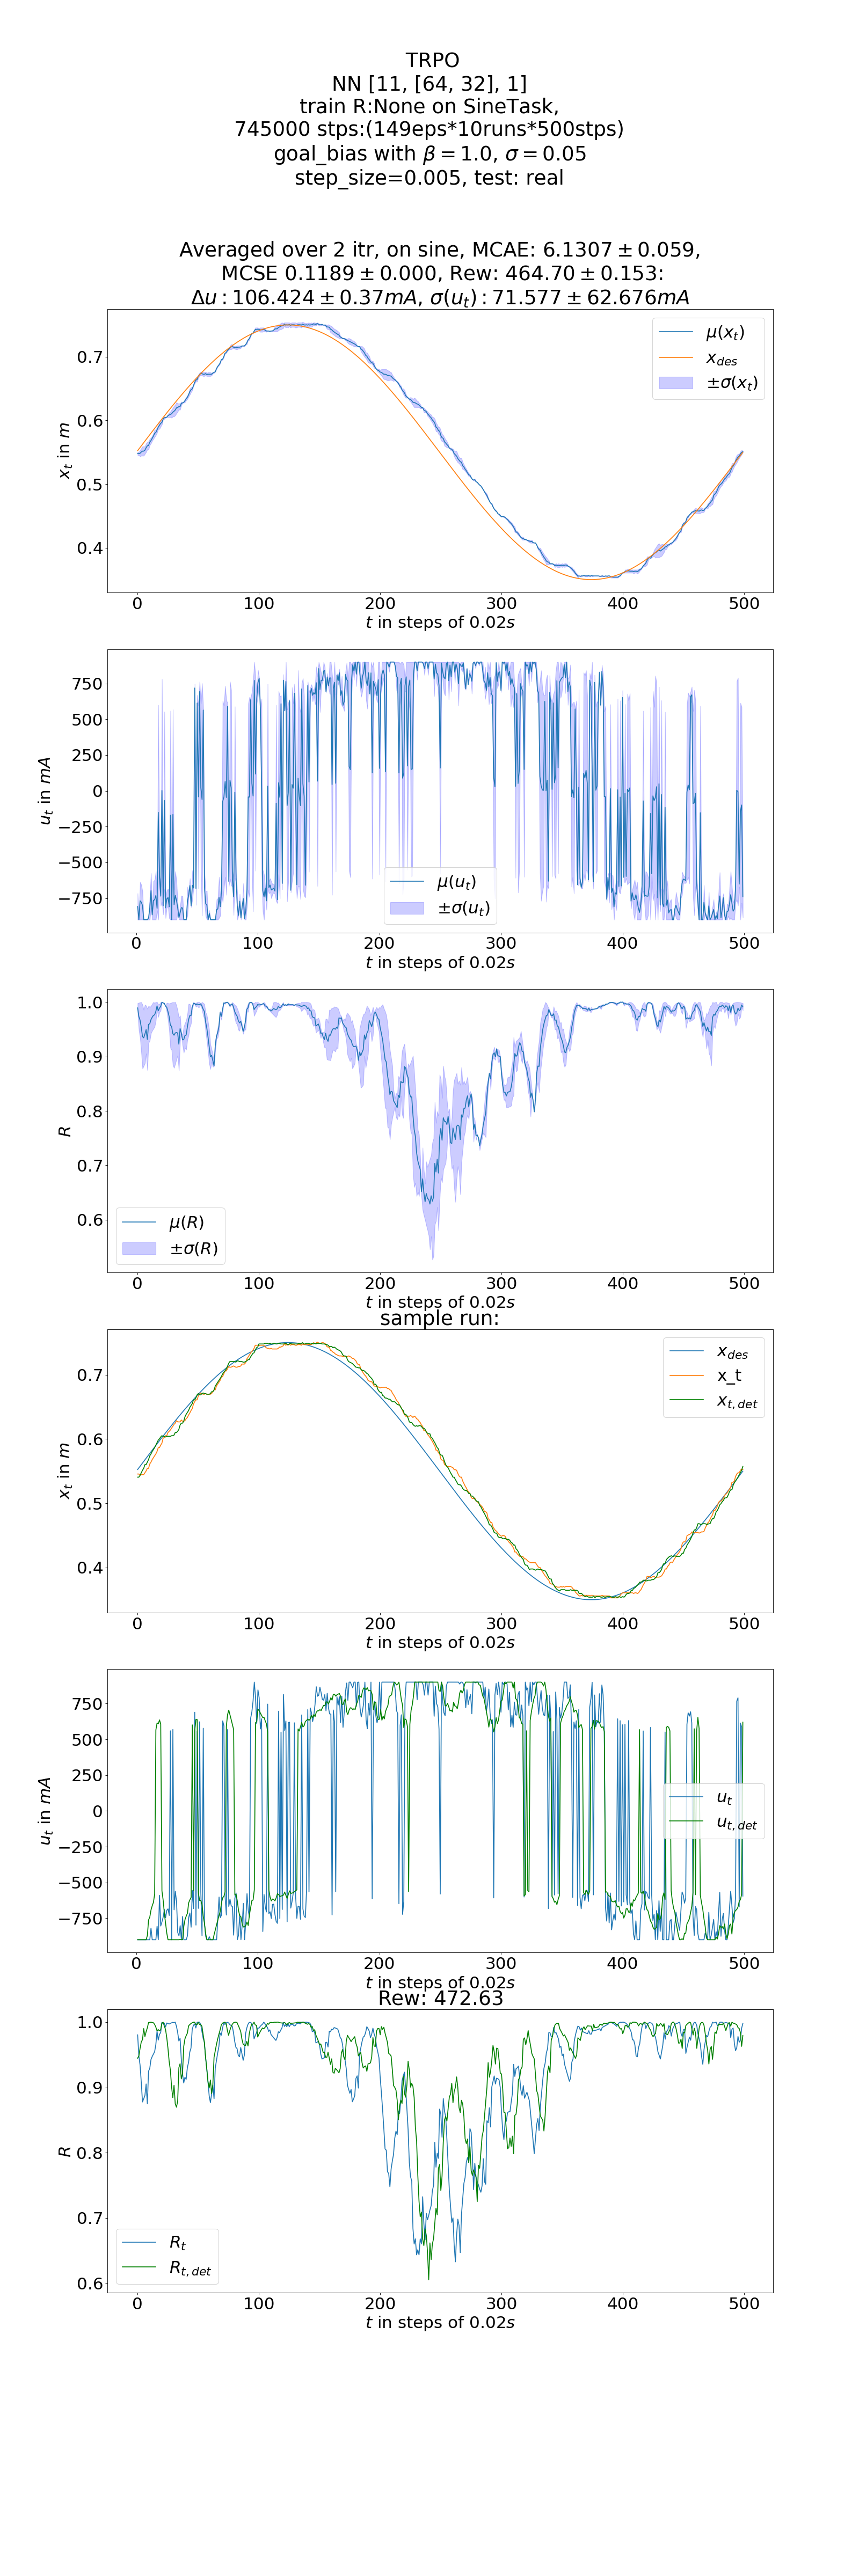 TRPO
NN [11, [64, 32], 1]
train R:None on SineTask,
745000 stps:(149eps*10runs*500stps)
goal_bias with β = 1.0, σ = 0.05
step_size=0.005, test: real
Averaged over 2 itr, on sine, MCAE: 6.1307 ± 0.059,
MCSE 0.1189 ± 0.000, Rew: 464.70 ± 0.153:
Δu : 106.424 ± 0.37mA, σ(u_t) : 71.577 ± 62.676mA
μ(x_t)
x_des
±σ(x_t)
0.7
0.6
0.5
0.4
x_t in m
0 100 200 300 400 500
t in steps of 0.02s
750
500
250
0
−250
−500
−750
u_t in mA
μ(u_t)
±σ(u_t)
0 100 200 300 400 500
t in steps of 0.02s
1.0
0.9
0.8
0.7
0.6
R
μ(R)
±σ(R)
0 100 200 300 400 500
t in steps of 0.02s
sample run:
x_des
x_t
x_t,det
0.7
0.6
0.5
0.4
x_t in m
0 100 200 300 400 500
t in steps of 0.02s
750
500
250
0
−250
−500
−750
u_t in mA
u_t
u_t,det
0 100 200 300 400 500
t in steps of 0.02s
Rew: 472.63
1.0
0.9
0.8
0.7
0.6
R
R_t
R_t,det
0 100 200 300 400 500
t in steps of 0.02s